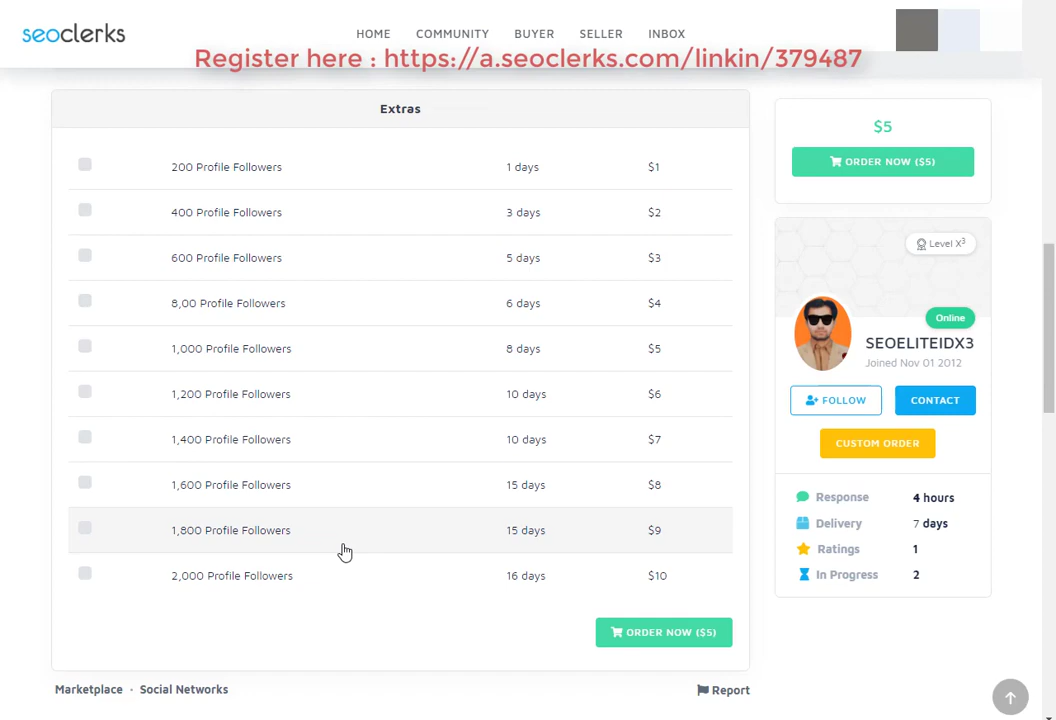 seoclerks
HOME COMMUNITY BUYER SELLER INBOX
Register here : https://a.seoclerks.com/linkin/379487
Extras
200 Profile Followers 1 days $1
400 Profile Followers 3 days $2
600 Profile Followers 5 days $3
8,00 Profile Followers 6 days $4
1,000 Profile Followers 8 days $5
1,200 Profile Followers 10 days $6
1,400 Profile Followers 10 days $7
1,600 Profile Followers 15 days $8
1,800 Profile Followers 15 days $9
2,000 Profile Followers 16 days $10
ORDER NOW ($5)
Marketplace · Social Networks
Report
$5
ORDER NOW ($5)
Level X3
Online
SEOELITEIDX3
Joined Nov 01 2012
FOLLOW CONTACT
CUSTOM ORDER
Response 4 hours
Delivery 7 days
Ratings 1
In Progress 2